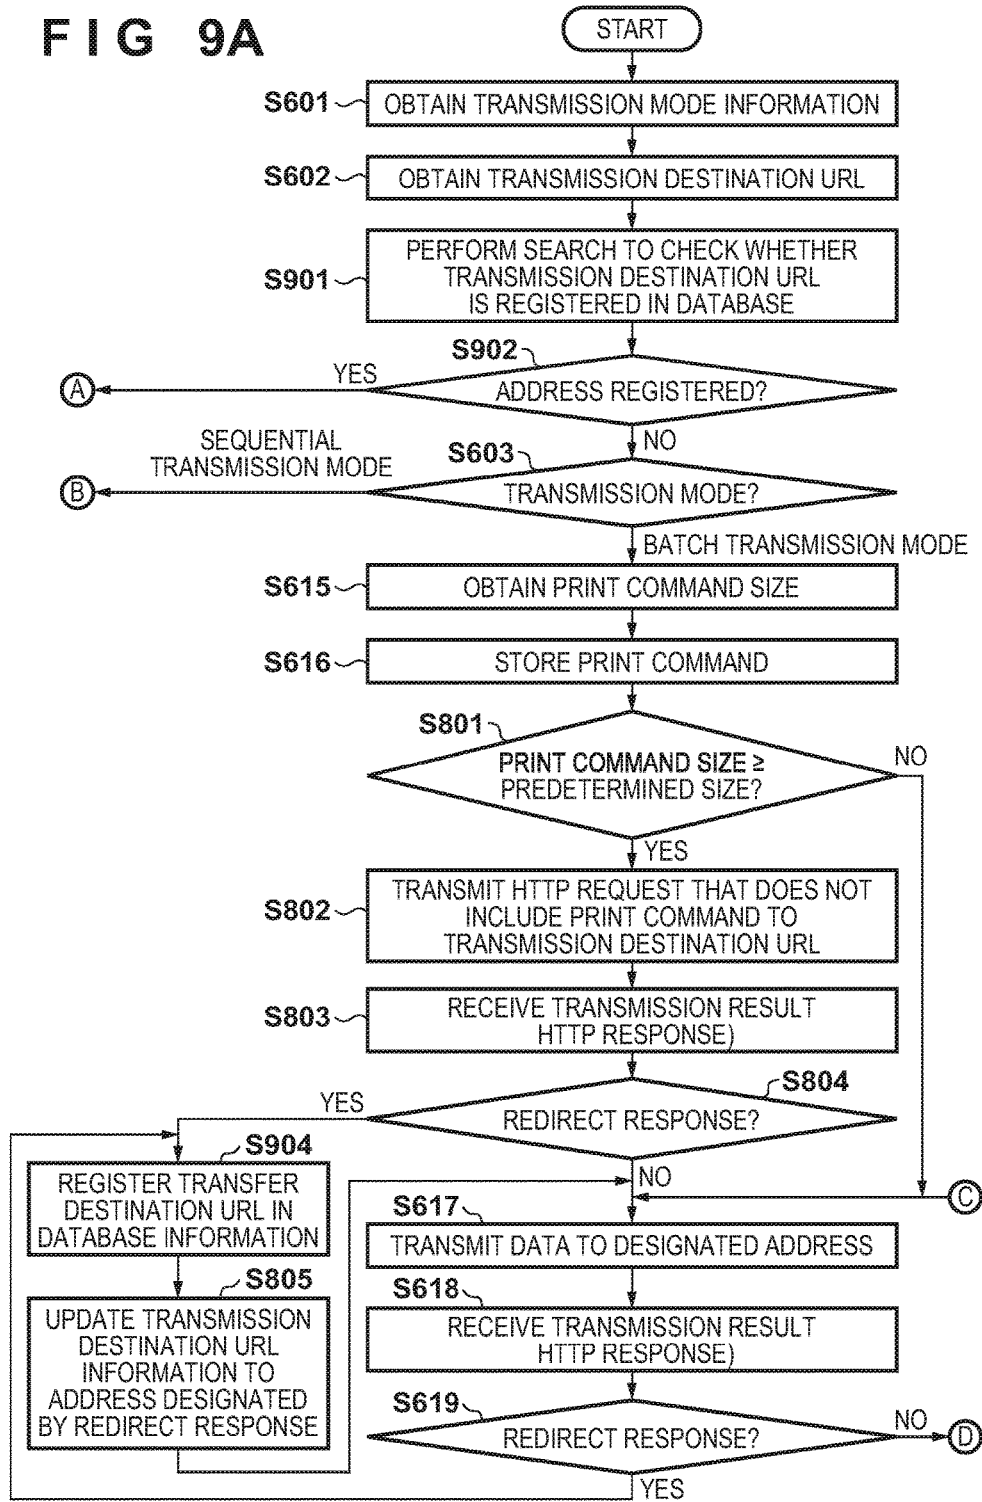 FIG 9A
START
S601
OBTAIN TRANSMISSION MODE INFORMATION
S602
OBTAIN TRANSMISSION DESTINATION URL
S901
PERFORM SEARCH TO CHECK WHETHER
TRANSMISSION DESTINATION URL
IS REGISTERED IN DATABASE
S902
YES
A
ADDRESS REGISTERED?
NO
SEQUENTIAL
TRANSMISSION MODE
S603
B
TRANSMISSION MODE?
BATCH TRANSMISSION MODE
S615
OBTAIN PRINT COMMAND SIZE
S616
STORE PRINT COMMAND
S801
PRINT COMMAND SIZE ≥
PREDETERMINED SIZE?
NO
YES
S802
TRANSMIT HTTP REQUEST THAT DOES NOT
INCLUDE PRINT COMMAND TO
TRANSMISSION DESTINATION URL
S803
RECEIVE TRANSMISSION RESULT
HTTP RESPONSE)
S804
YES
REDIRECT RESPONSE?
NO
S904
REGISTER TRANSFER
DESTINATION URL IN
DATABASE INFORMATION
C
S617
TRANSMIT DATA TO DESIGNATED ADDRESS
S805
UPDATE TRANSMISSION
DESTINATION URL
INFORMATION TO
ADDRESS DESIGNATED
BY REDIRECT RESPONSE
S618
RECEIVE TRANSMISSION RESULT
HTTP RESPONSE)
S619
REDIRECT RESPONSE?
NO
D
YES